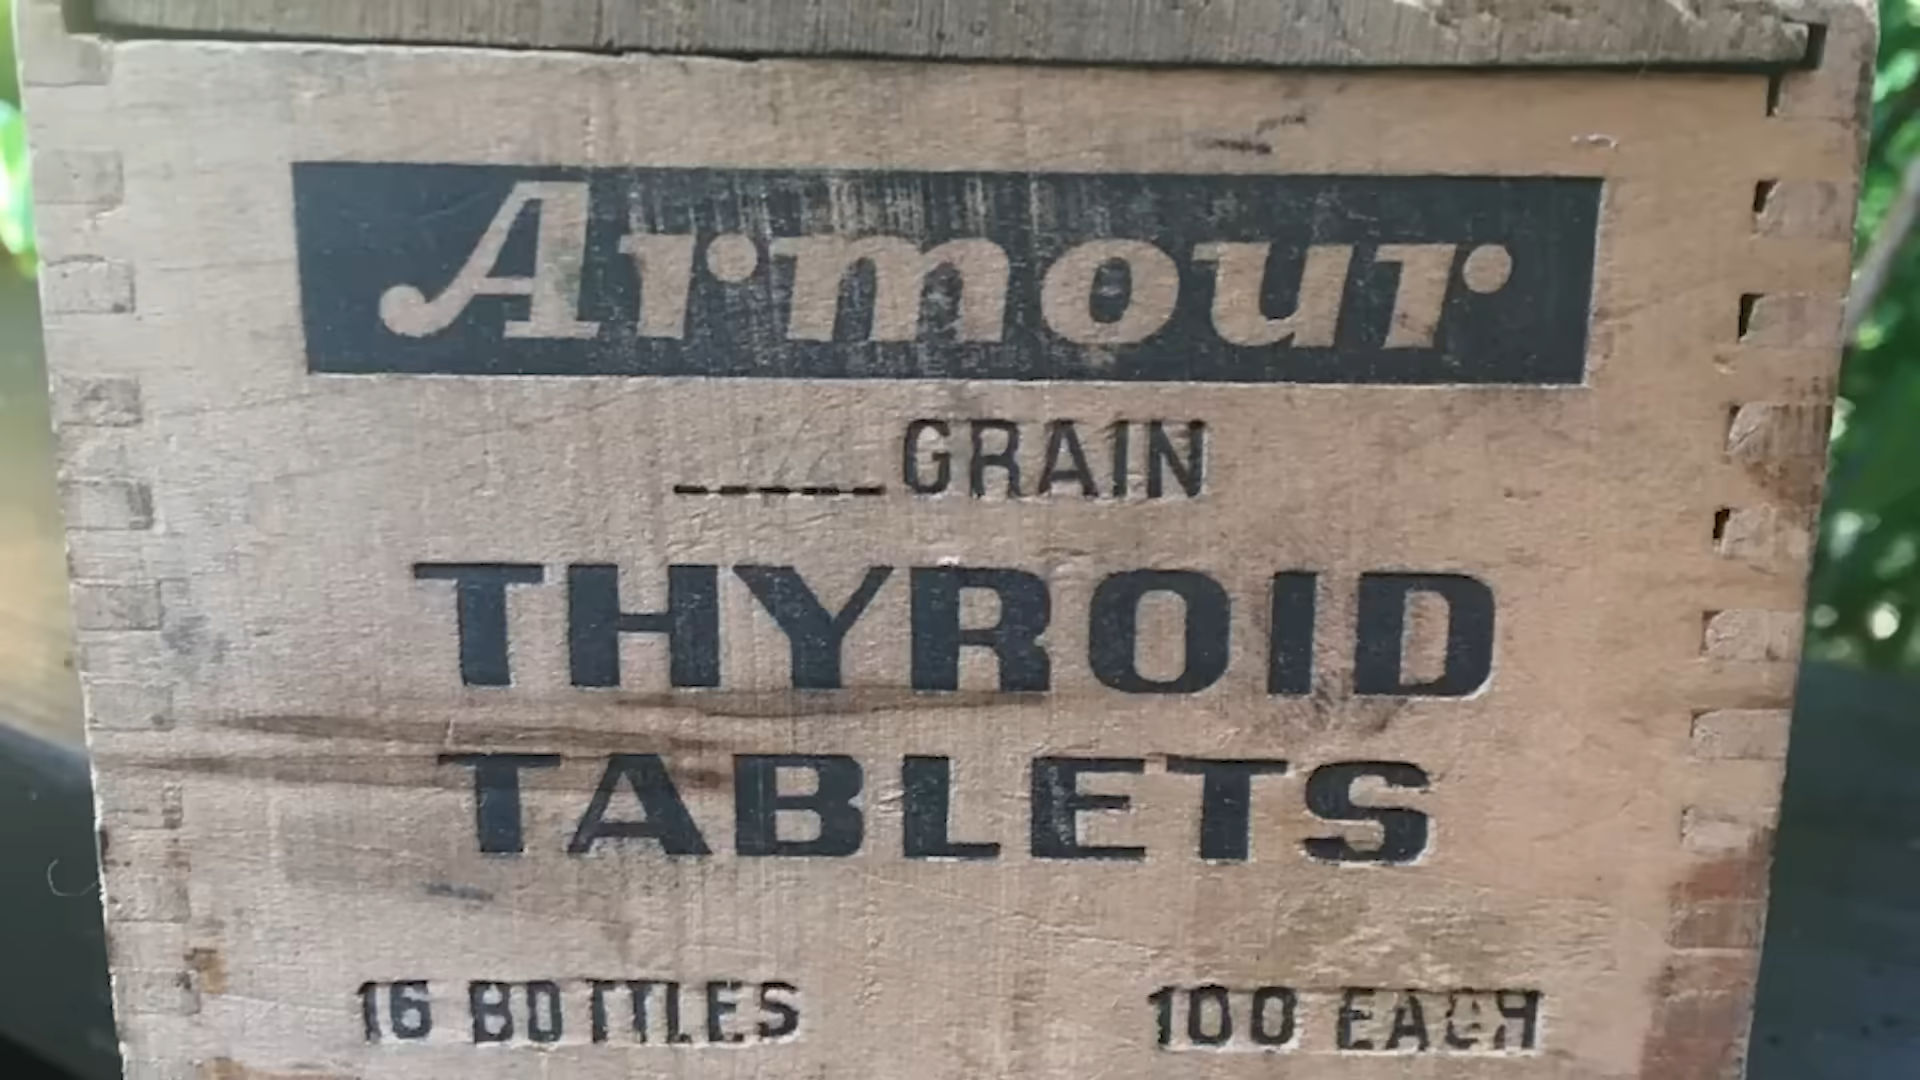 Armour
_____GRAIN
THYROID
TABLETS
16 BOTTLES 100 EACH